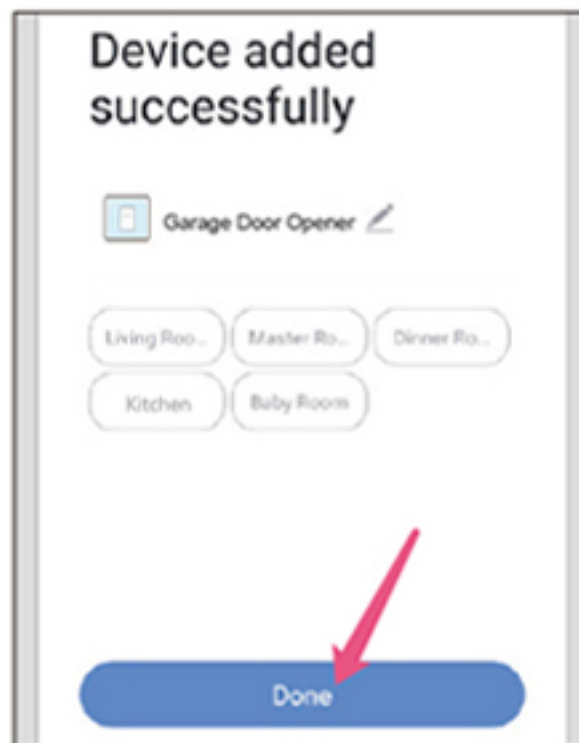 Device added
successfully
Garage Door Opener
Living Roo...
Master Ro...
Dinner Ro...
Kitchen
Baby Room
Done